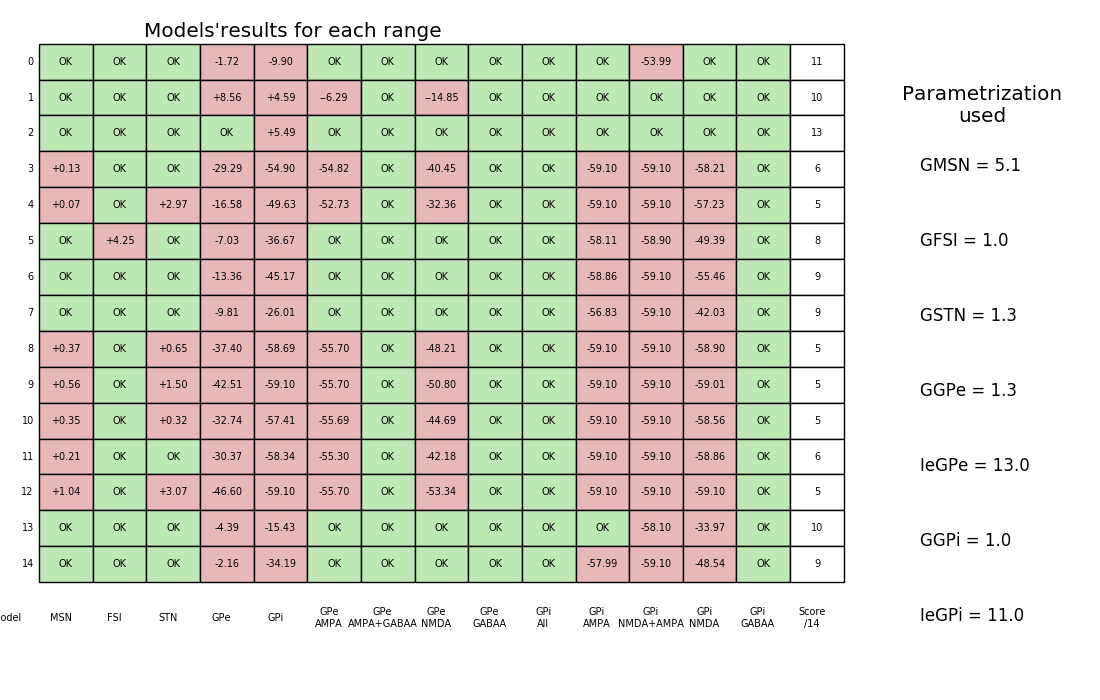 Models'results for each range
0 OK OK OK -1.72 -9.90 OK OK OK OK OK OK -53.99 OK OK 11
1 OK OK OK +8.56 +4.59 --6.29 OK --14.85 OK OK OK OK OK OK 10
2 OK OK OK OK +5.49 OK OK OK OK OK OK OK OK OK 13
3 +0.13 OK OK -29.29 -54.90 -54.82 OK -40.45 OK OK -59.10 -59.10 -58.21 OK 6
4 +0.07 OK +2.97 -16.58 -49.63 -52.73 OK -32.36 OK OK -59.10 -59.10 -57.23 OK 5
5 OK +4.25 OK -7.03 -36.67 OK OK OK OK OK -58.11 -58.90 -49.39 OK 8
6 OK OK OK -13.36 -45.17 OK OK OK OK OK -58.86 -59.10 -55.46 OK 9
7 OK OK OK -9.81 -26.01 OK OK OK OK OK -56.83 -59.10 -42.03 OK 9
8 +0.37 OK +0.65 -37.40 -58.69 -55.70 OK -48.21 OK OK -59.10 -59.10 -58.90 OK 5
9 +0.56 OK +1.50 -42.51 -59.10 -55.70 OK -50.80 OK OK -59.10 -59.10 -59.01 OK 5
10 +0.35 OK +0.32 -32.74 -57.41 -55.69 OK -44.69 OK OK -59.10 -59.10 -58.56 OK 5
11 +0.21 OK OK -30.37 -58.34 -55.30 OK -42.18 OK OK -59.10 -59.10 -58.86 OK 6
12 +1.04 OK +3.07 -46.60 -59.10 -55.70 OK -53.34 OK OK -59.10 -59.10 -59.10 OK 5
13 OK OK OK -4.39 -15.43 OK OK OK OK OK OK -58.10 -33.97 OK 10
14 OK OK OK -2.16 -34.19 OK OK OK OK OK -57.99 -59.10 -48.54 OK 9
odel MSN FSI STN GPe GPi GPe GPe GPe GPe GPi GPi GPi GPi GPi Score
AMPA AMPA+GABAA NMDA GABAA All AMPA NMDA+AMPA NMDA GABAA /14
Parametrization
used
GMSN = 5.1
GFSI = 1.0
GSTN = 1.3
GGPe = 1.3
IeGPe = 13.0
GGPi = 1.0
IeGPi = 11.0